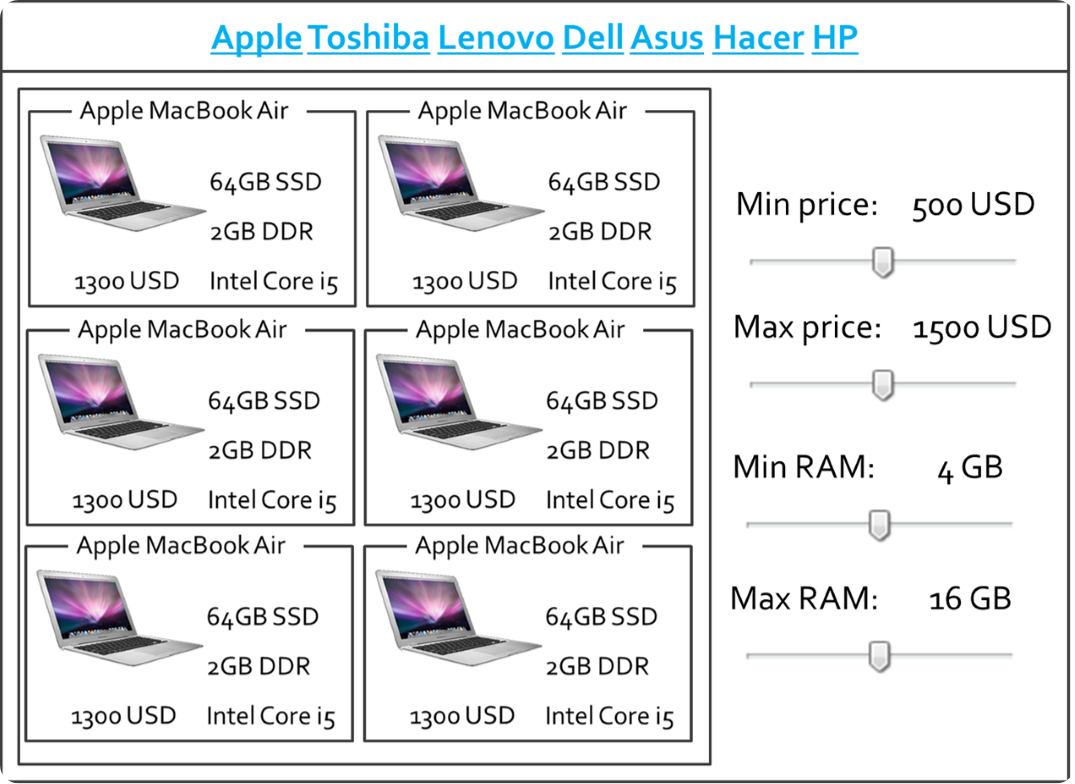 Apple Toshiba Lenovo Dell Asus Hacer HP
Apple MacBook Air
64GB SSD
2GB DDR
1300 USD Intel Core i5
Apple MacBook Air
64GB SSD
2GB DDR
1300 USD Intel Core i5
Apple MacBook Air
64GB SSD
2GB DDR
1300 USD Intel Core i5
Apple MacBook Air
64GB SSD
2GB DDR
1300 USD Intel Core i5
Apple MacBook Air
64GB SSD
2GB DDR
1300 USD Intel Core i5
Apple MacBook Air
64GB SSD
2GB DDR
1300 USD Intel Core i5
Min price: 500 USD
Max price: 1500 USD
Min RAM: 4 GB
Max RAM: 16 GB